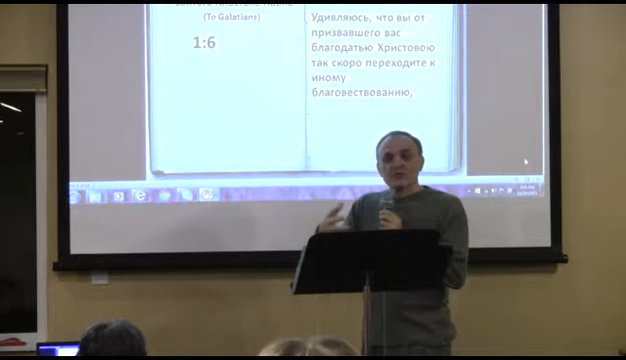 (To Galatians)
1:6
Удивляюсь, что вы от
призвавшего вас
благодатью Христовою
так скоро переходите к
иному
благовествованию,